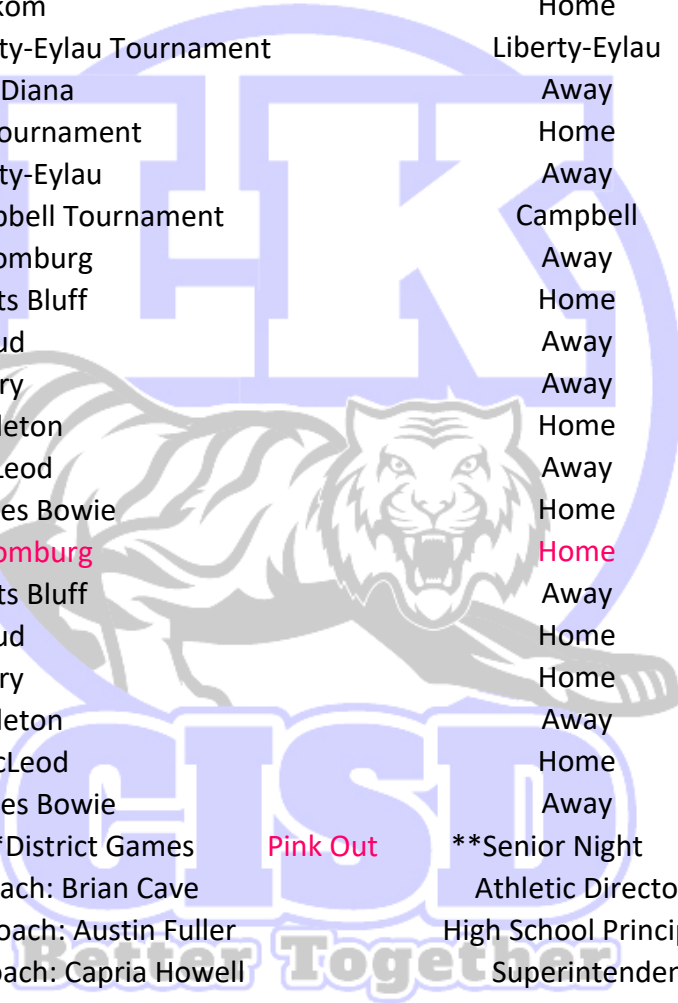 kom Home
ty-Eylau Tournament Liberty-Eylau
Diana Away
ournament Home
ty-Eylau Away
pbell Tournament Campbell
omburg Away
ts Bluff Home
ud Away
ry Away
leton Home
Leod Away
es Bowie Home
omburg Home
ts Bluff Away
ud Home
ry Home
leton Away
cLeod Home
es Bowie Away
*District Games Pink Out **Senior Night
ach: Brian Cave Athletic Directo
oach: Austin Fuller High School Princip
oach: Capria Howell Superintenden
LK
CISD
Better Together